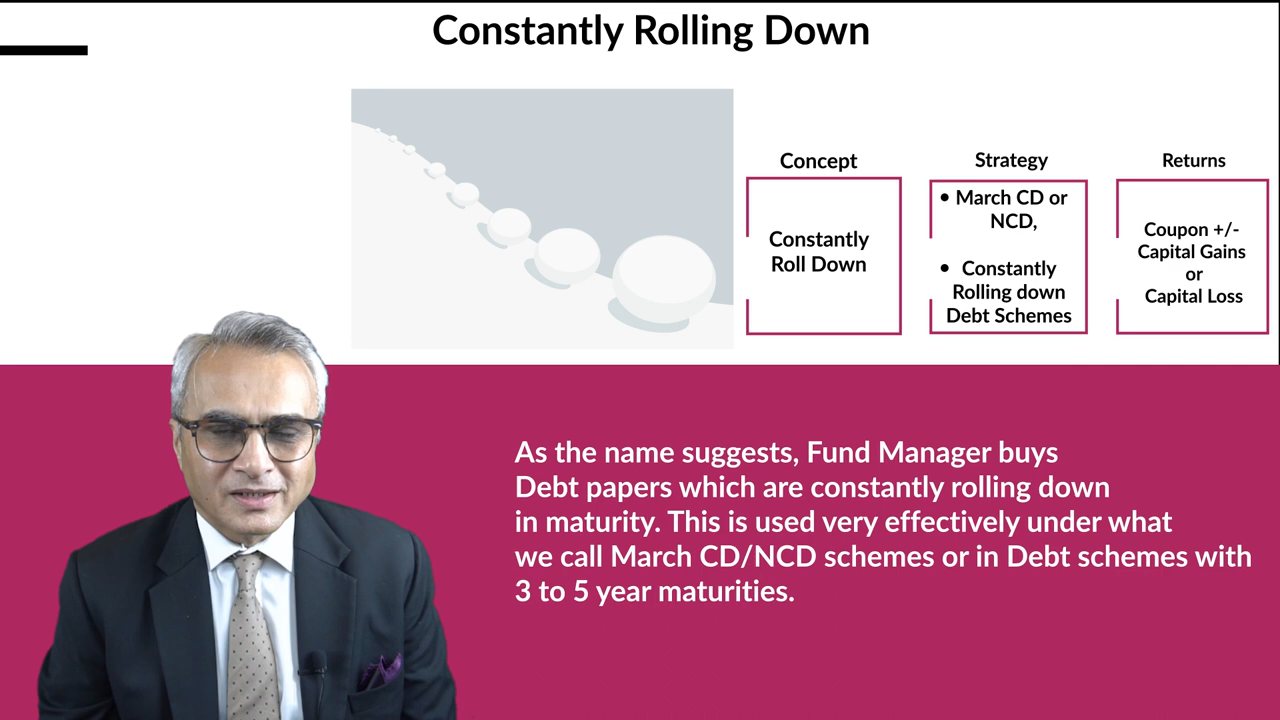 Constantly Rolling Down
Concept
Constantly
Roll Down
Strategy
• March CD or
NCD,
• Constantly
Rolling down
Debt Schemes
Returns
Coupon +/-
Capital Gains
or
Capital Loss
As the name suggests, Fund Manager buys
Debt papers which are constantly rolling down
in maturity. This is used very effectively under what
we call March CD/NCD schemes or in Debt schemes with
3 to 5 year maturities.